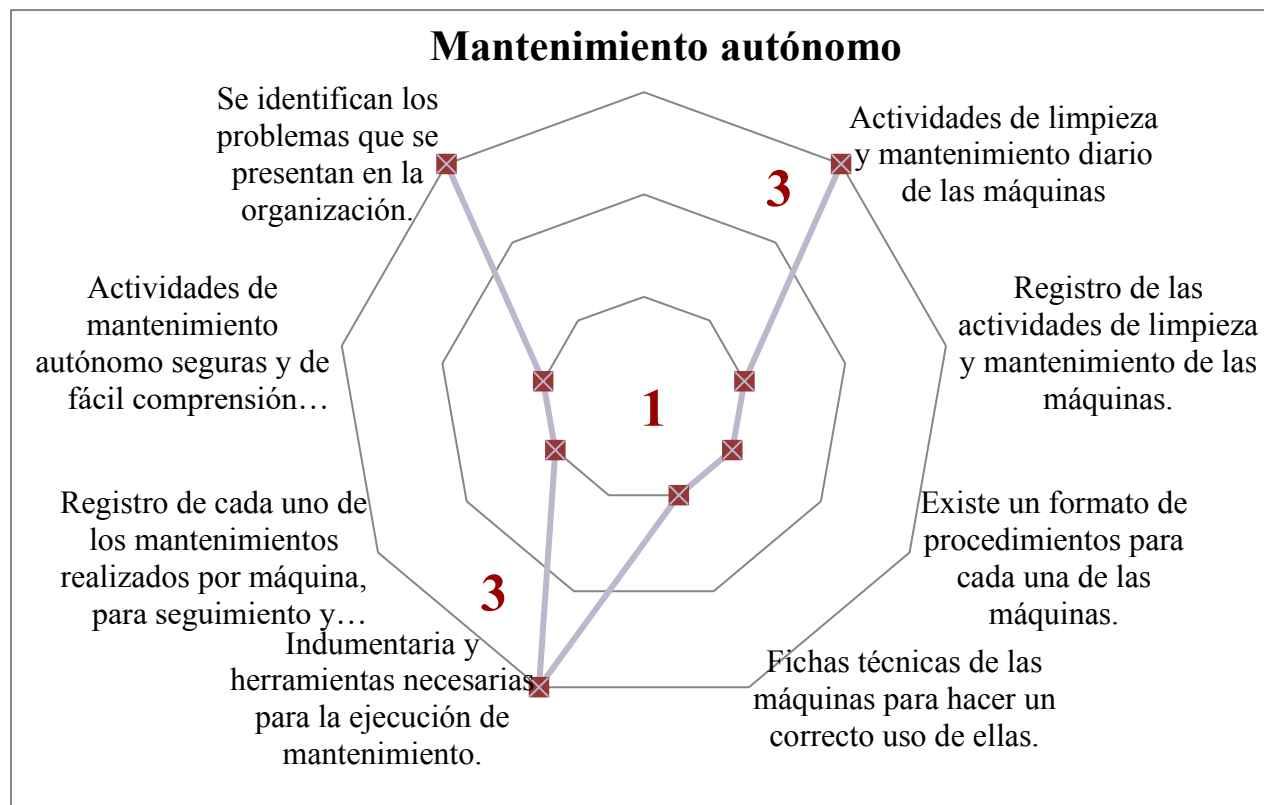 Mantenimiento autónomo
Se identifican los
problemas que se
presentan en la
organización.
Actividades de limpieza
y mantenimiento diario
de las máquinas
3
Actividades de
mantenimiento
autónomo seguras y de
fácil comprensión…
Registro de las
actividades de limpieza
y mantenimiento de las
máquinas.
1
Registro de cada uno de
los mantenimientos
realizados por máquina,
para seguimiento y…
3
Existe un formato de
procedimientos para
cada una de las
máquinas.
Indumentaria y
herramientas necesarias
para la ejecución de
mantenimiento.
Fichas técnicas de las
máquinas para hacer un
correcto uso de ellas.